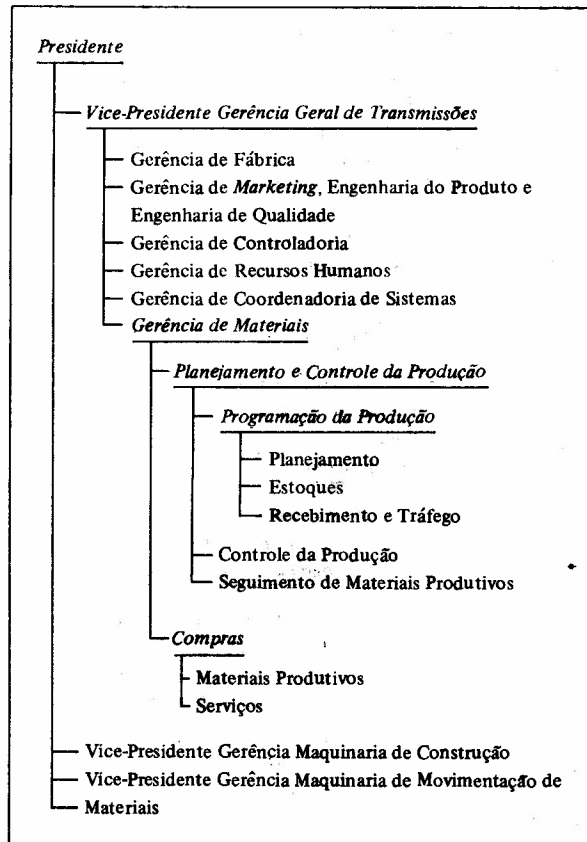 Presidente
Vice-Presidente Gerência Geral de Transmissões
Gerência de Fábrica
Gerência de Marketing, Engenharia do Produto e
Engenharia de Qualidade
Gerência de Controladoria
Gerência de Recursos Humanos
Gerência de Coordenadoria de Sistemas
Gerência de Materiais
Planejamento e Controle da Produção
Programação da Produção
Planejamento
Estoques
Recebimento e Tráfego
Controle da Produção
Seguimento de Materiais Produtivos
Compras
Materiais Produtivos
Serviços
Vice-Presidente Gerência Maquinaria de Construção
Vice-Presidente Gerência Maquinaria de Movimentação de
Materiais